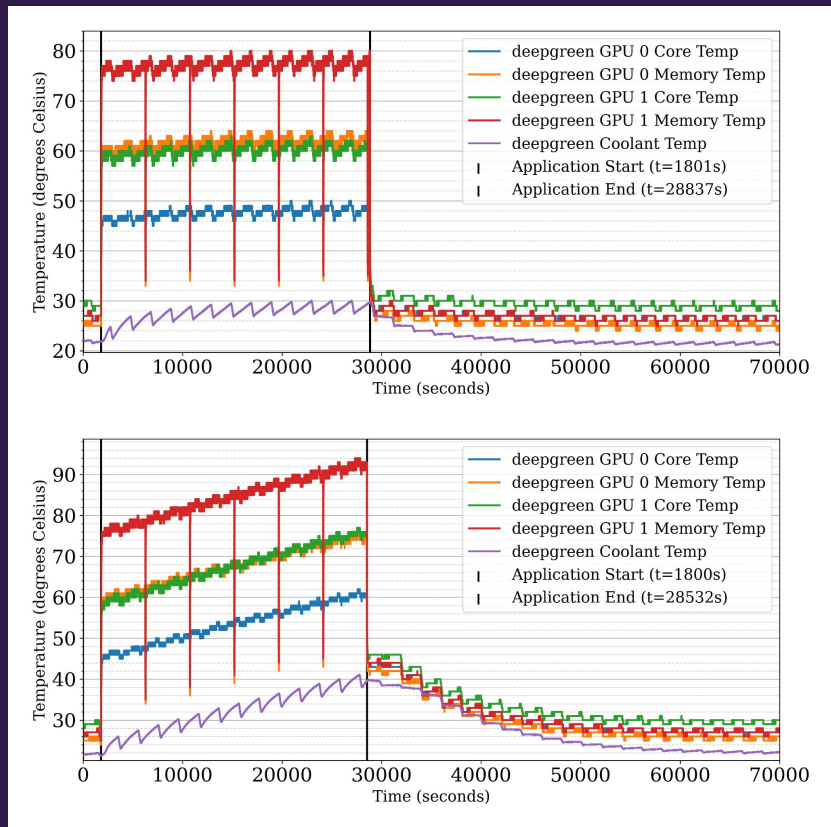 80
70
60
50
40
30
20
Temperature (degrees Celsius)
deepgreen GPU 0 Core Temp
deepgreen GPU 0 Memory Temp
deepgreen GPU 1 Core Temp
deepgreen GPU 1 Memory Temp
deepgreen Coolant Temp
Application Start (t=1801s)
Application End (t=28837s)
0 10000 20000 30000 40000 50000 60000 70000
Time (seconds)
90
80
70
60
50
40
30
Temperature (degrees Celsius)
deepgreen GPU 0 Core Temp
deepgreen GPU 0 Memory Temp
deepgreen GPU 1 Core Temp
deepgreen GPU 1 Memory Temp
deepgreen Coolant Temp
Application Start (t=1800s)
Application End (t=28532s)
0 10000 20000 30000 40000 50000 60000 70000
Time (seconds)